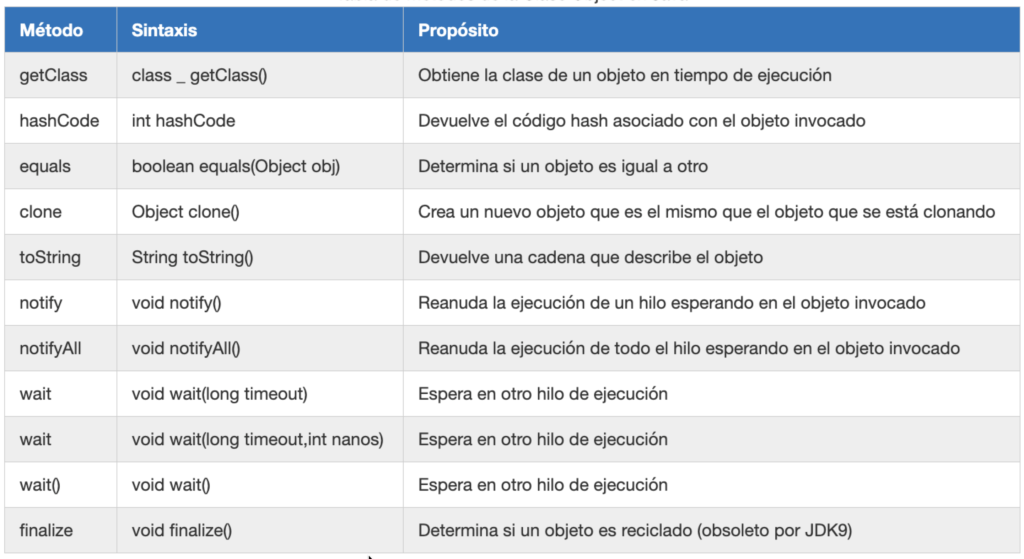 Método Sintaxis Propósito
getClass class _ getClass() Obtiene la clase de un objeto en tiempo de ejecución
hashCode int hashCode Devuelve el código hash asociado con el objeto invocado
equals boolean equals(Object obj) Determina si un objeto es igual a otro
clone Object clone() Crea un nuevo objeto que es el mismo que el objeto que se está clonando
toString String toString() Devuelve una cadena que describe el objeto
notify void notify() Reanuda la ejecución de un hilo esperando en el objeto invocado
notifyAll void notifyAll() Reanuda la ejecución de todo el hilo esperando en el objeto invocado
wait void wait(long timeout) Espera en otro hilo de ejecución
wait void wait(long timeout,int nanos) Espera en otro hilo de ejecución
wait() void wait() Espera en otro hilo de ejecución
finalize void finalize() Determina si un objeto es reciclado (obsoleto por JDK9)